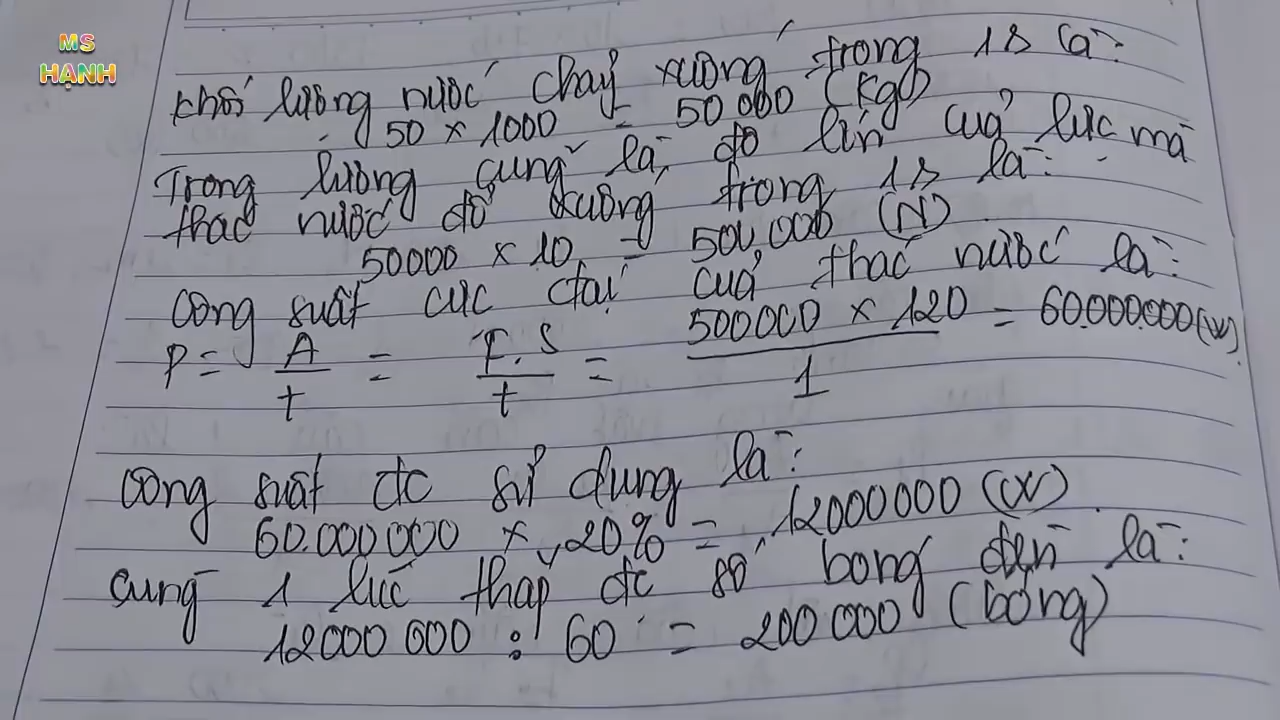 MS
HẠNH
Khối lượng nước chảy xuống trong 1s là:
50 x 1000 = 50 000 (kg)
Trọng lượng cũng là độ lớn của lực mà
thác nước đổ xuống trong 1s là:
50000 x 10 = 500,000 (N)
Công suất cực đại của thác nước là:
P = A/t = F.S/t = 500000 x 120/1 = 60.000.000 (W).
Công suất đc sử dụng là:
60.000.000 x 20% = 12000000 (W)
Cùng 1 lúc thắp đc số bóng đèn là:
12000 000 : 60 = 200 000 (bóng)